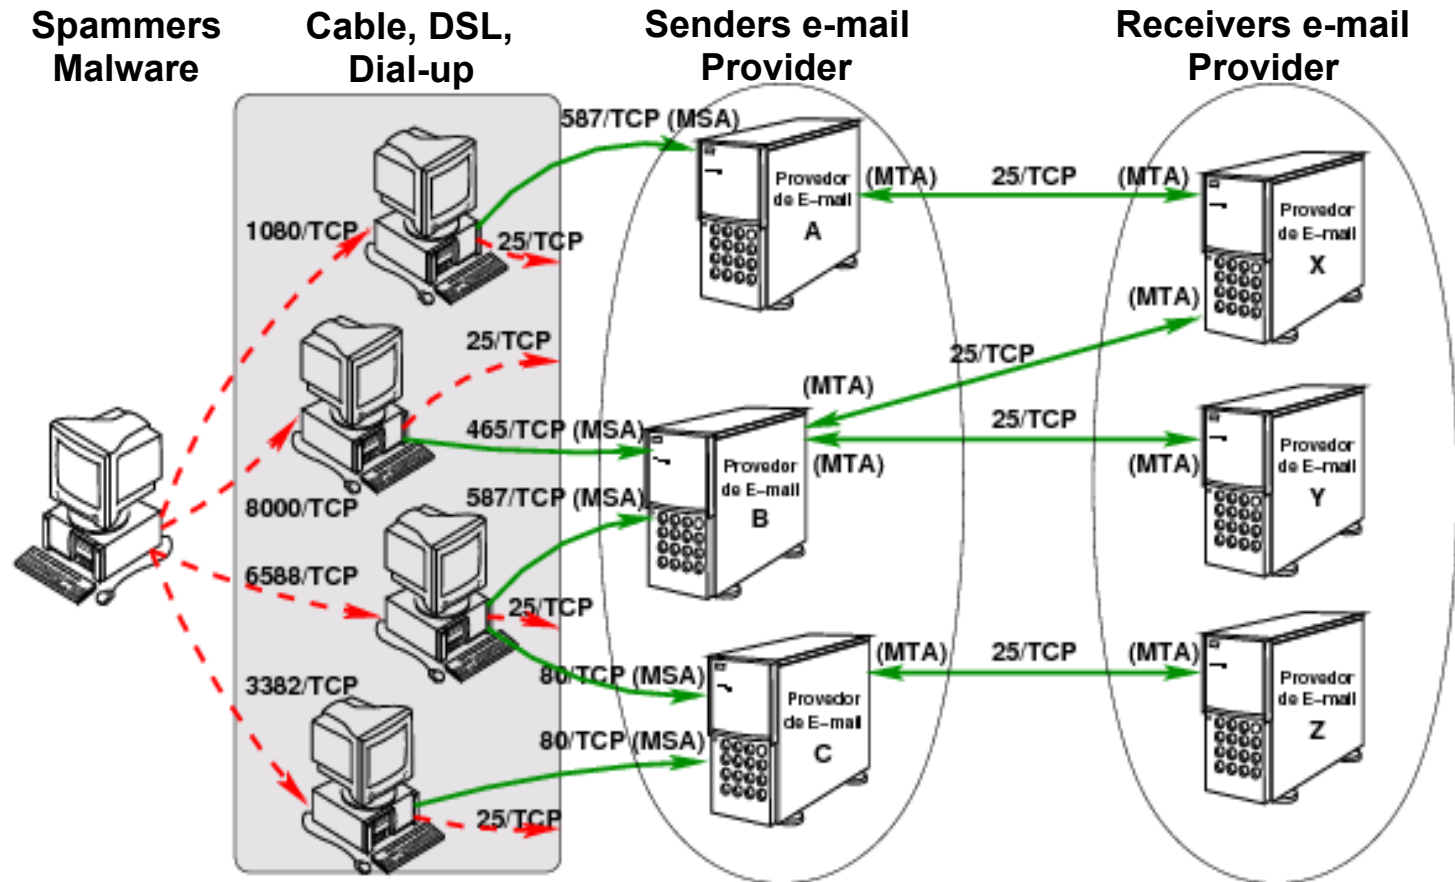 Spammers
Malware
Cable, DSL,
Dial-up
Senders e-mail
Provider
Receivers e-mail
Provider
587/TCP (MSA)
1080/TCP
25/TCP
25/TCP
465/TCP (MSA)
8000/TCP
587/TCP (MSA)
6588/TCP
25/TCP
80/TCP (MSA)
3382/TCP
80/TCP (MSA)
25/TCP
Provedor
de E-mail
A
(MTA)
25/TCP
(MTA)
Provedor
de E-mail
X
(MTA)
25/TCP
(MTA)
Provedor
de E-mail
B
25/TCP
(MTA)
(MTA)
Provedor
de E-mail
Y
Provedor
de E-mail
C
(MTA)
25/TCP
(MTA)
Provedor
de E-mail
Z